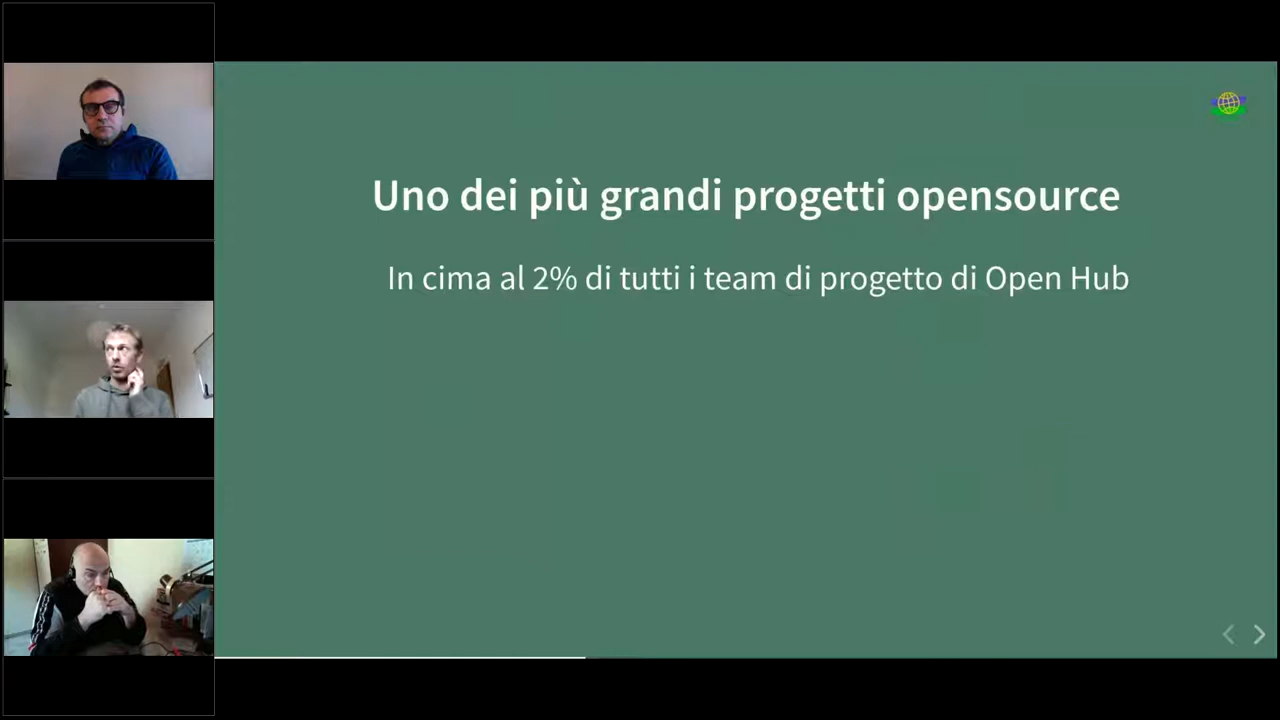 Uno dei più grandi progetti opensource
In cima al 2% di tutti i team di progetto di Open Hub